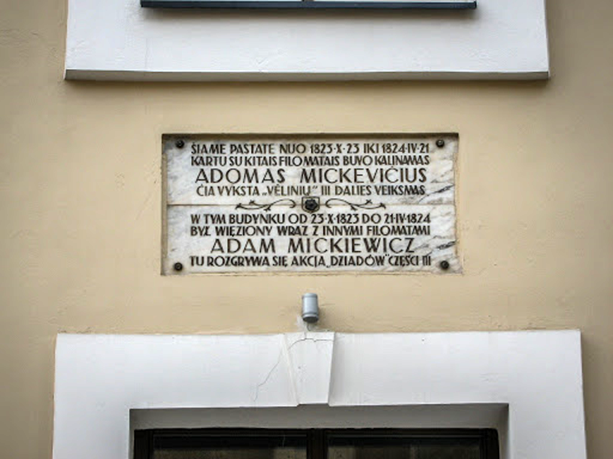 ŠIAME PASTATE NUO 1823·X·23 IKI 1824·IV·21
KARTU SU KITAIS FILOMATAIS BUVO KALINAMAS
ADOMAS MICKEVIČIUS
ČIA VYKSTA „VĖLINIŲ" III DALIES VEIKSMAS
W TYM BUDYNKU OD 23·X·1823 DO 21·IV·1824
BYŁ WIĘZIONY WRAZ Z INNYMI FILOMATAMI
ADAM MICKIEWICZ
TU ROZGRYWA SIĘ AKCJA „DZIADÓW" CZĘŚCI III